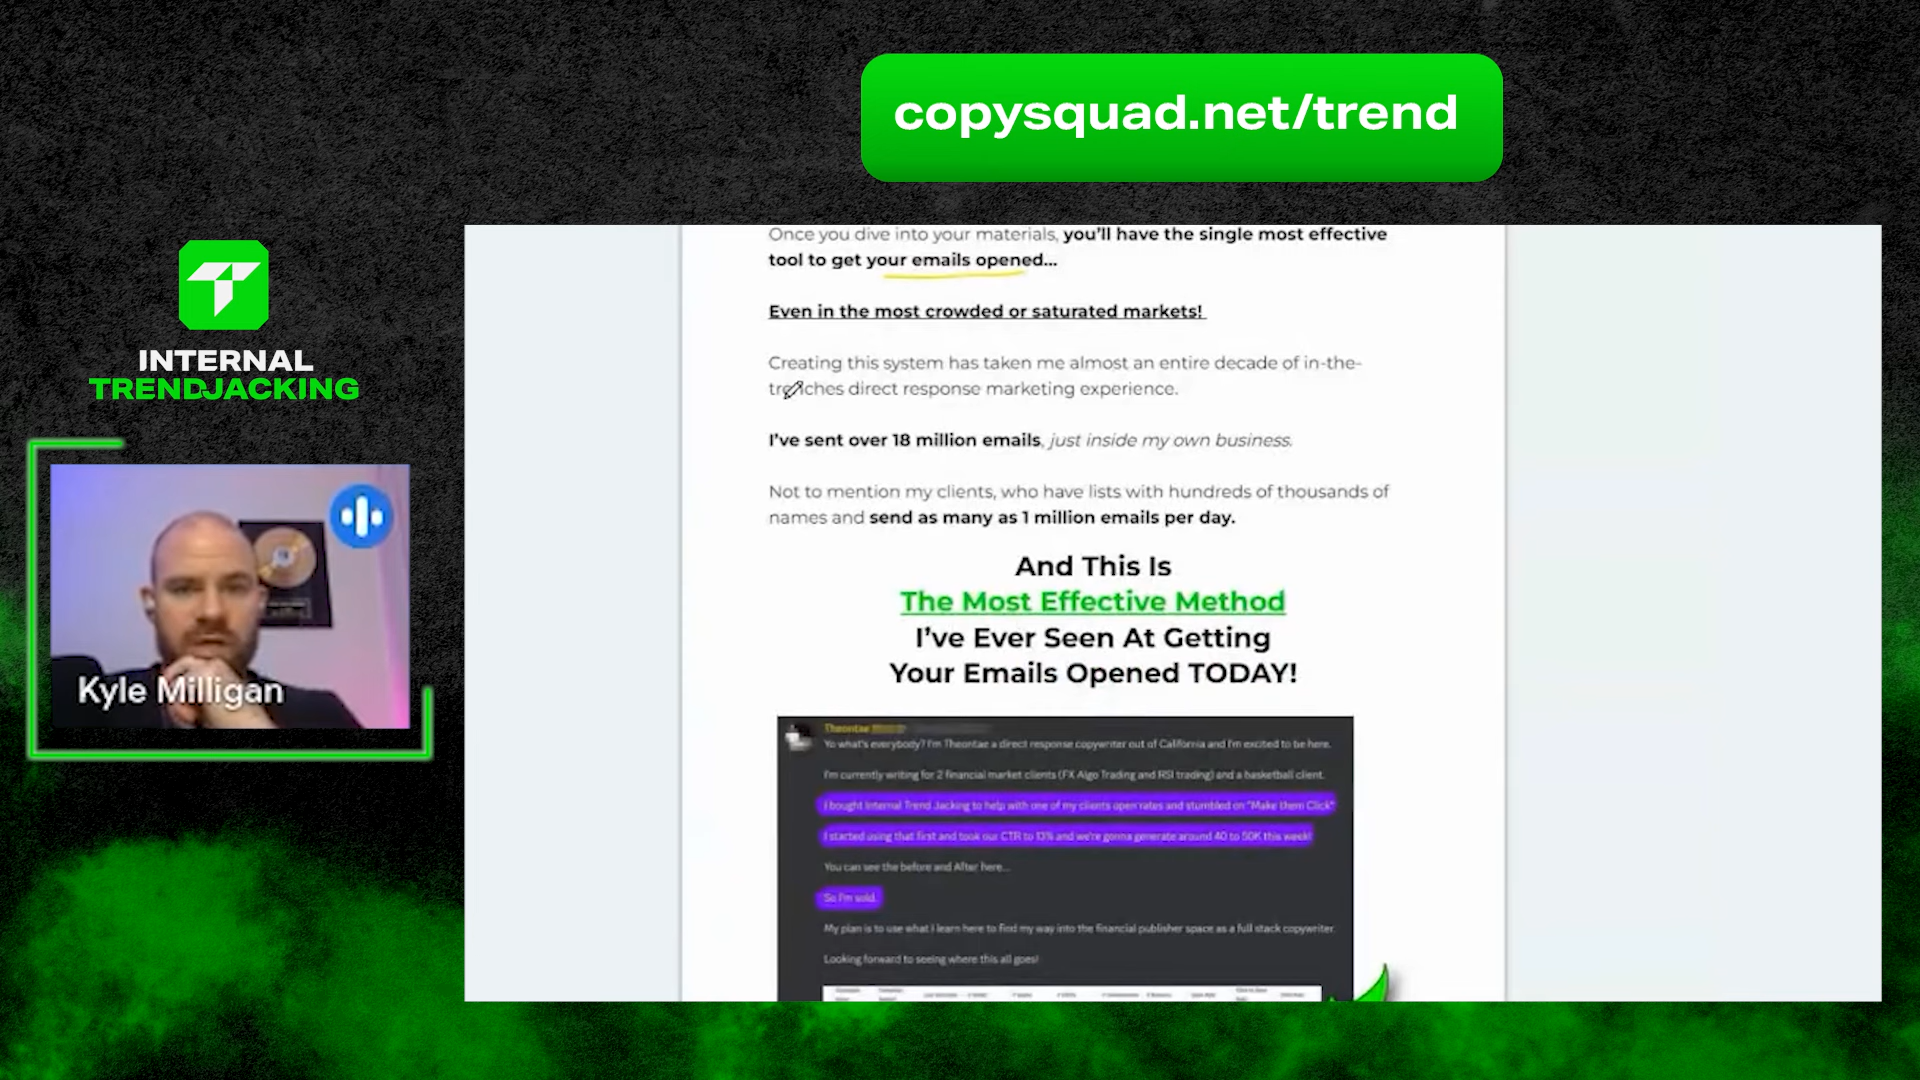 copysquad.net/trend
INTERNAL
TRENDJACKING
Kyle Milligan
Once you dive into your materials, you'll have the single most effective
tool to get your emails opened...
Even in the most crowded or saturated markets!
Creating this system has taken me almost an entire decade of in-the-
trenches direct response marketing experience.
I've sent over 18 million emails, just inside my own business.
Not to mention my clients, who have lists with hundreds of thousands of
names and send as many as 1 million emails per day.
And This Is
The Most Effective Method
I've Ever Seen At Getting
Your Emails Opened TODAY!
Theontae
Yo what's everybody? I'm Theontae a direct response copywriter out of California and I'm excited to be here.
I'm currently writing for 2 financial market clients (FX Algo Trading and RSI trading) and a basketball client.
I bought Internal Trend Jacking to help with one of my clients open rates and stumbled on "Make them Click"
I started using that first and took our CTR to 13% and we're gonna generate around 40 to 50K this week!
You can see the before and After here...
So I'm sold.
My plan is to use what I learn here to find my way into the financial publisher space as a full stack copywriter.
Looking forward to seeing where this all goes!